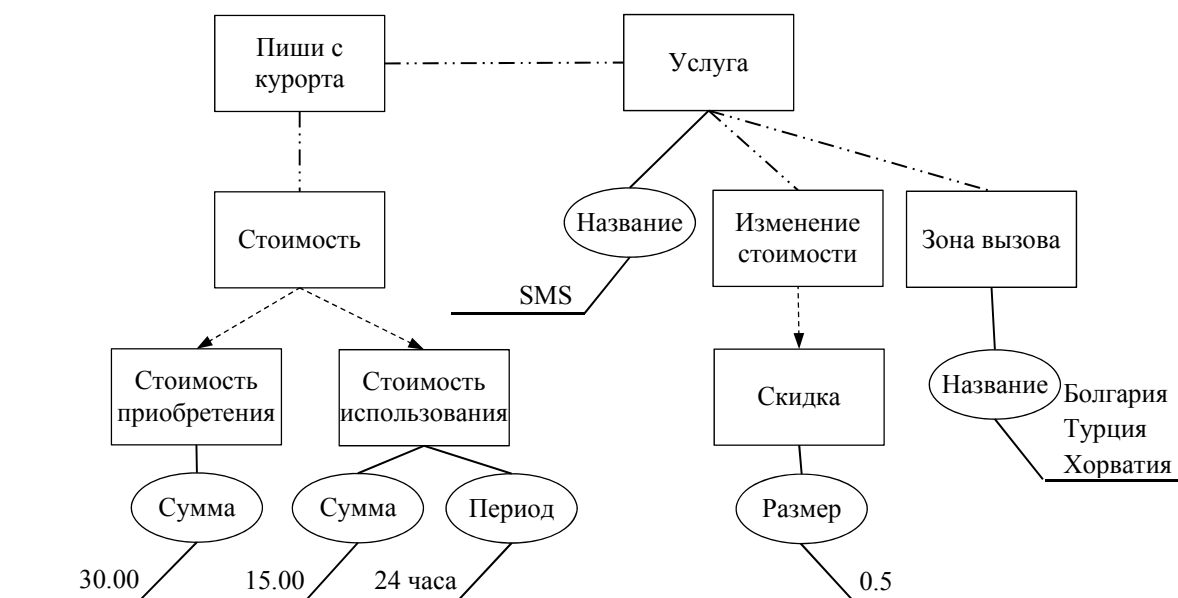 Пиши с
курорта
Услуга
Стоимость
Название
Изменение
стоимости
Зона вызова
SMS
Стоимость
приобретения
Стоимость
использования
Скидка
Название
Болгария
Турция
Хорватия
Сумма
Сумма
Период
Размер
30.00
15.00
24 часа
0.5